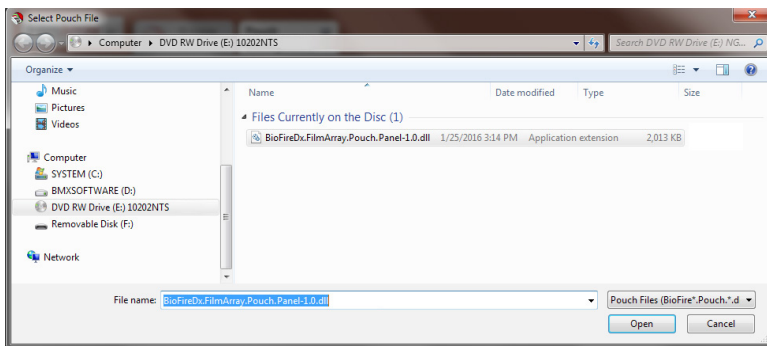 Select Pouch File
Computer ▸ DVD RW Drive (E:) 10202NTS
Search DVD RW Drive (E:) NG...
Organize
Music
Pictures
Videos
Computer
SYSTEM (C:)
BMXSOFTWARE (D:)
DVD RW Drive (E:) 10202NTS
Removable Disk (F:)
Network
Name Date modified Type Size
Files Currently on the Disc (1)
BioFireDx.FilmArray.Pouch.Panel-1.0.dll 1/25/2016 3:14 PM Application extension 2,013 KB
File name: BioFireDx.FilmArray.Pouch.Panel-1.0.dll
Pouch Files (BioFire*.Pouch.*.d
Open Cancel